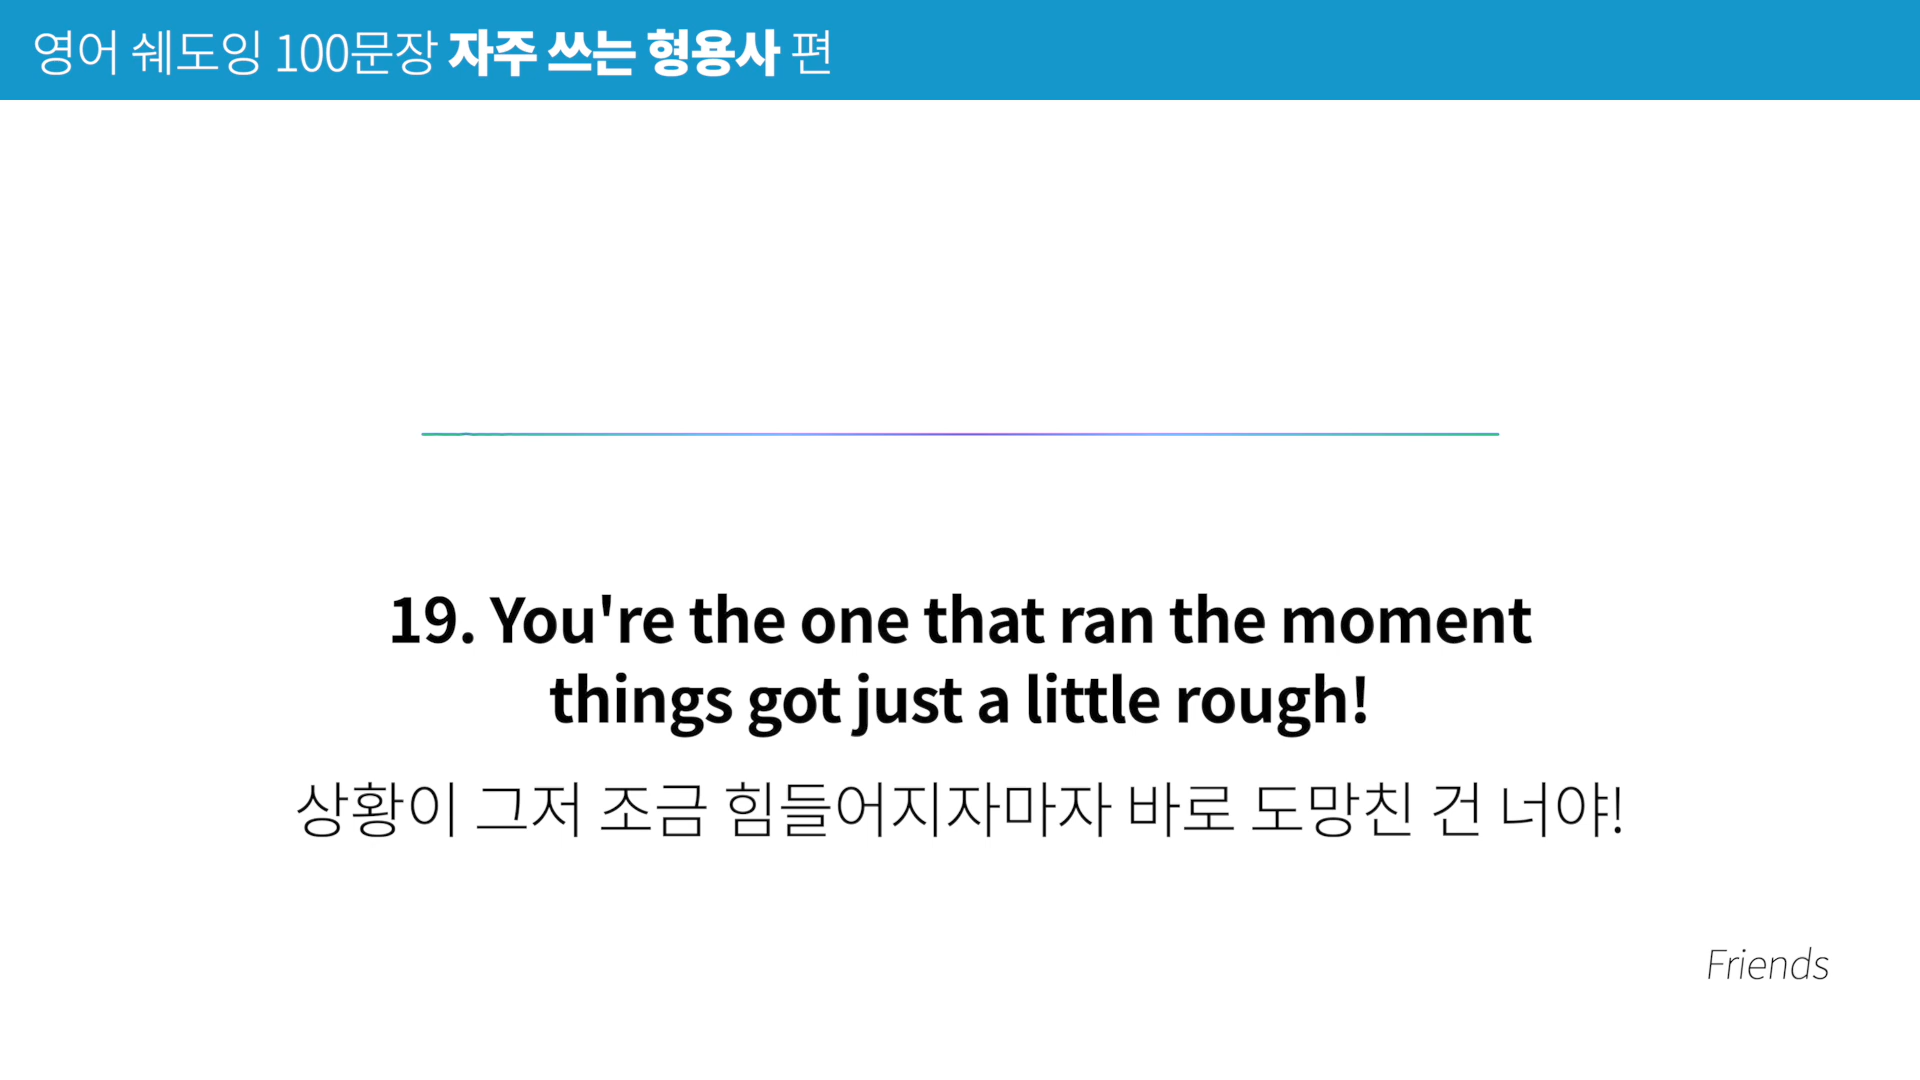 영어 쉐도잉 100문장 자주 쓰는 형용사 편
19. You're the one that ran the moment
things got just a little rough!
상황이 그저 조금 힘들어지자마자 바로 도망친 건 너야!
Friends